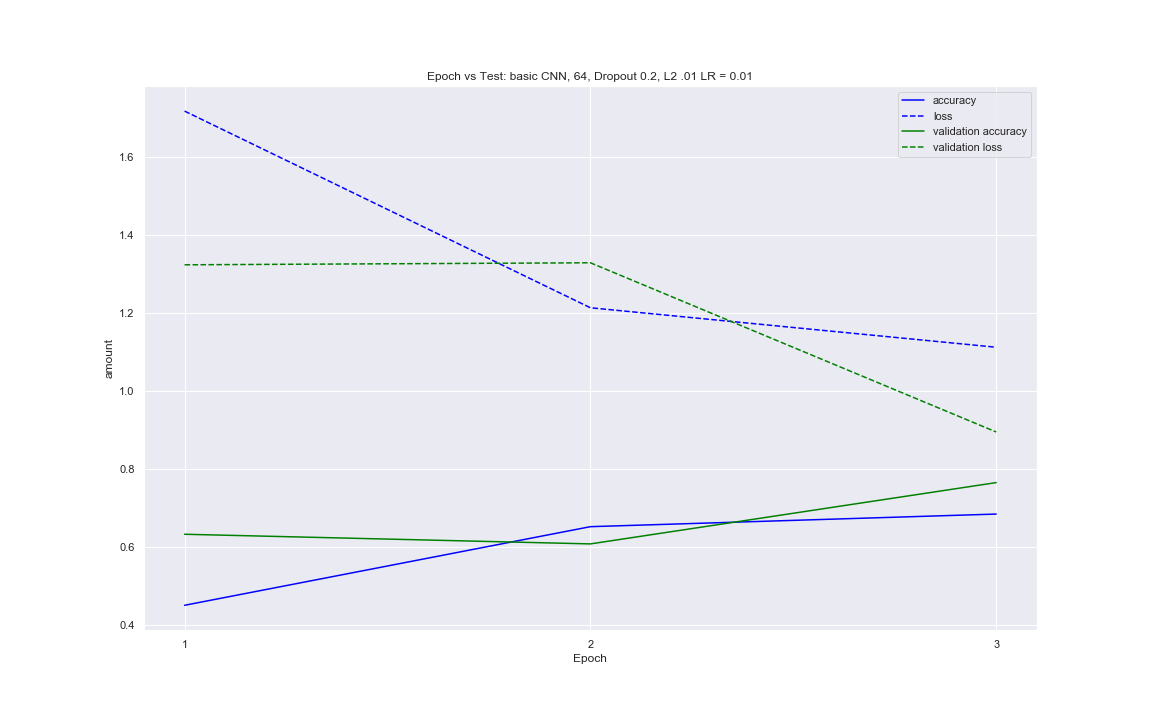 Epoch vs Test: basic CNN, 64, Dropout 0.2, L2 .01 LR = 0.01
accuracy
loss
validation accuracy
validation loss
1.6
1.4
1.2
1.0
0.8
0.6
0.4
amount
1 2 3
Epoch